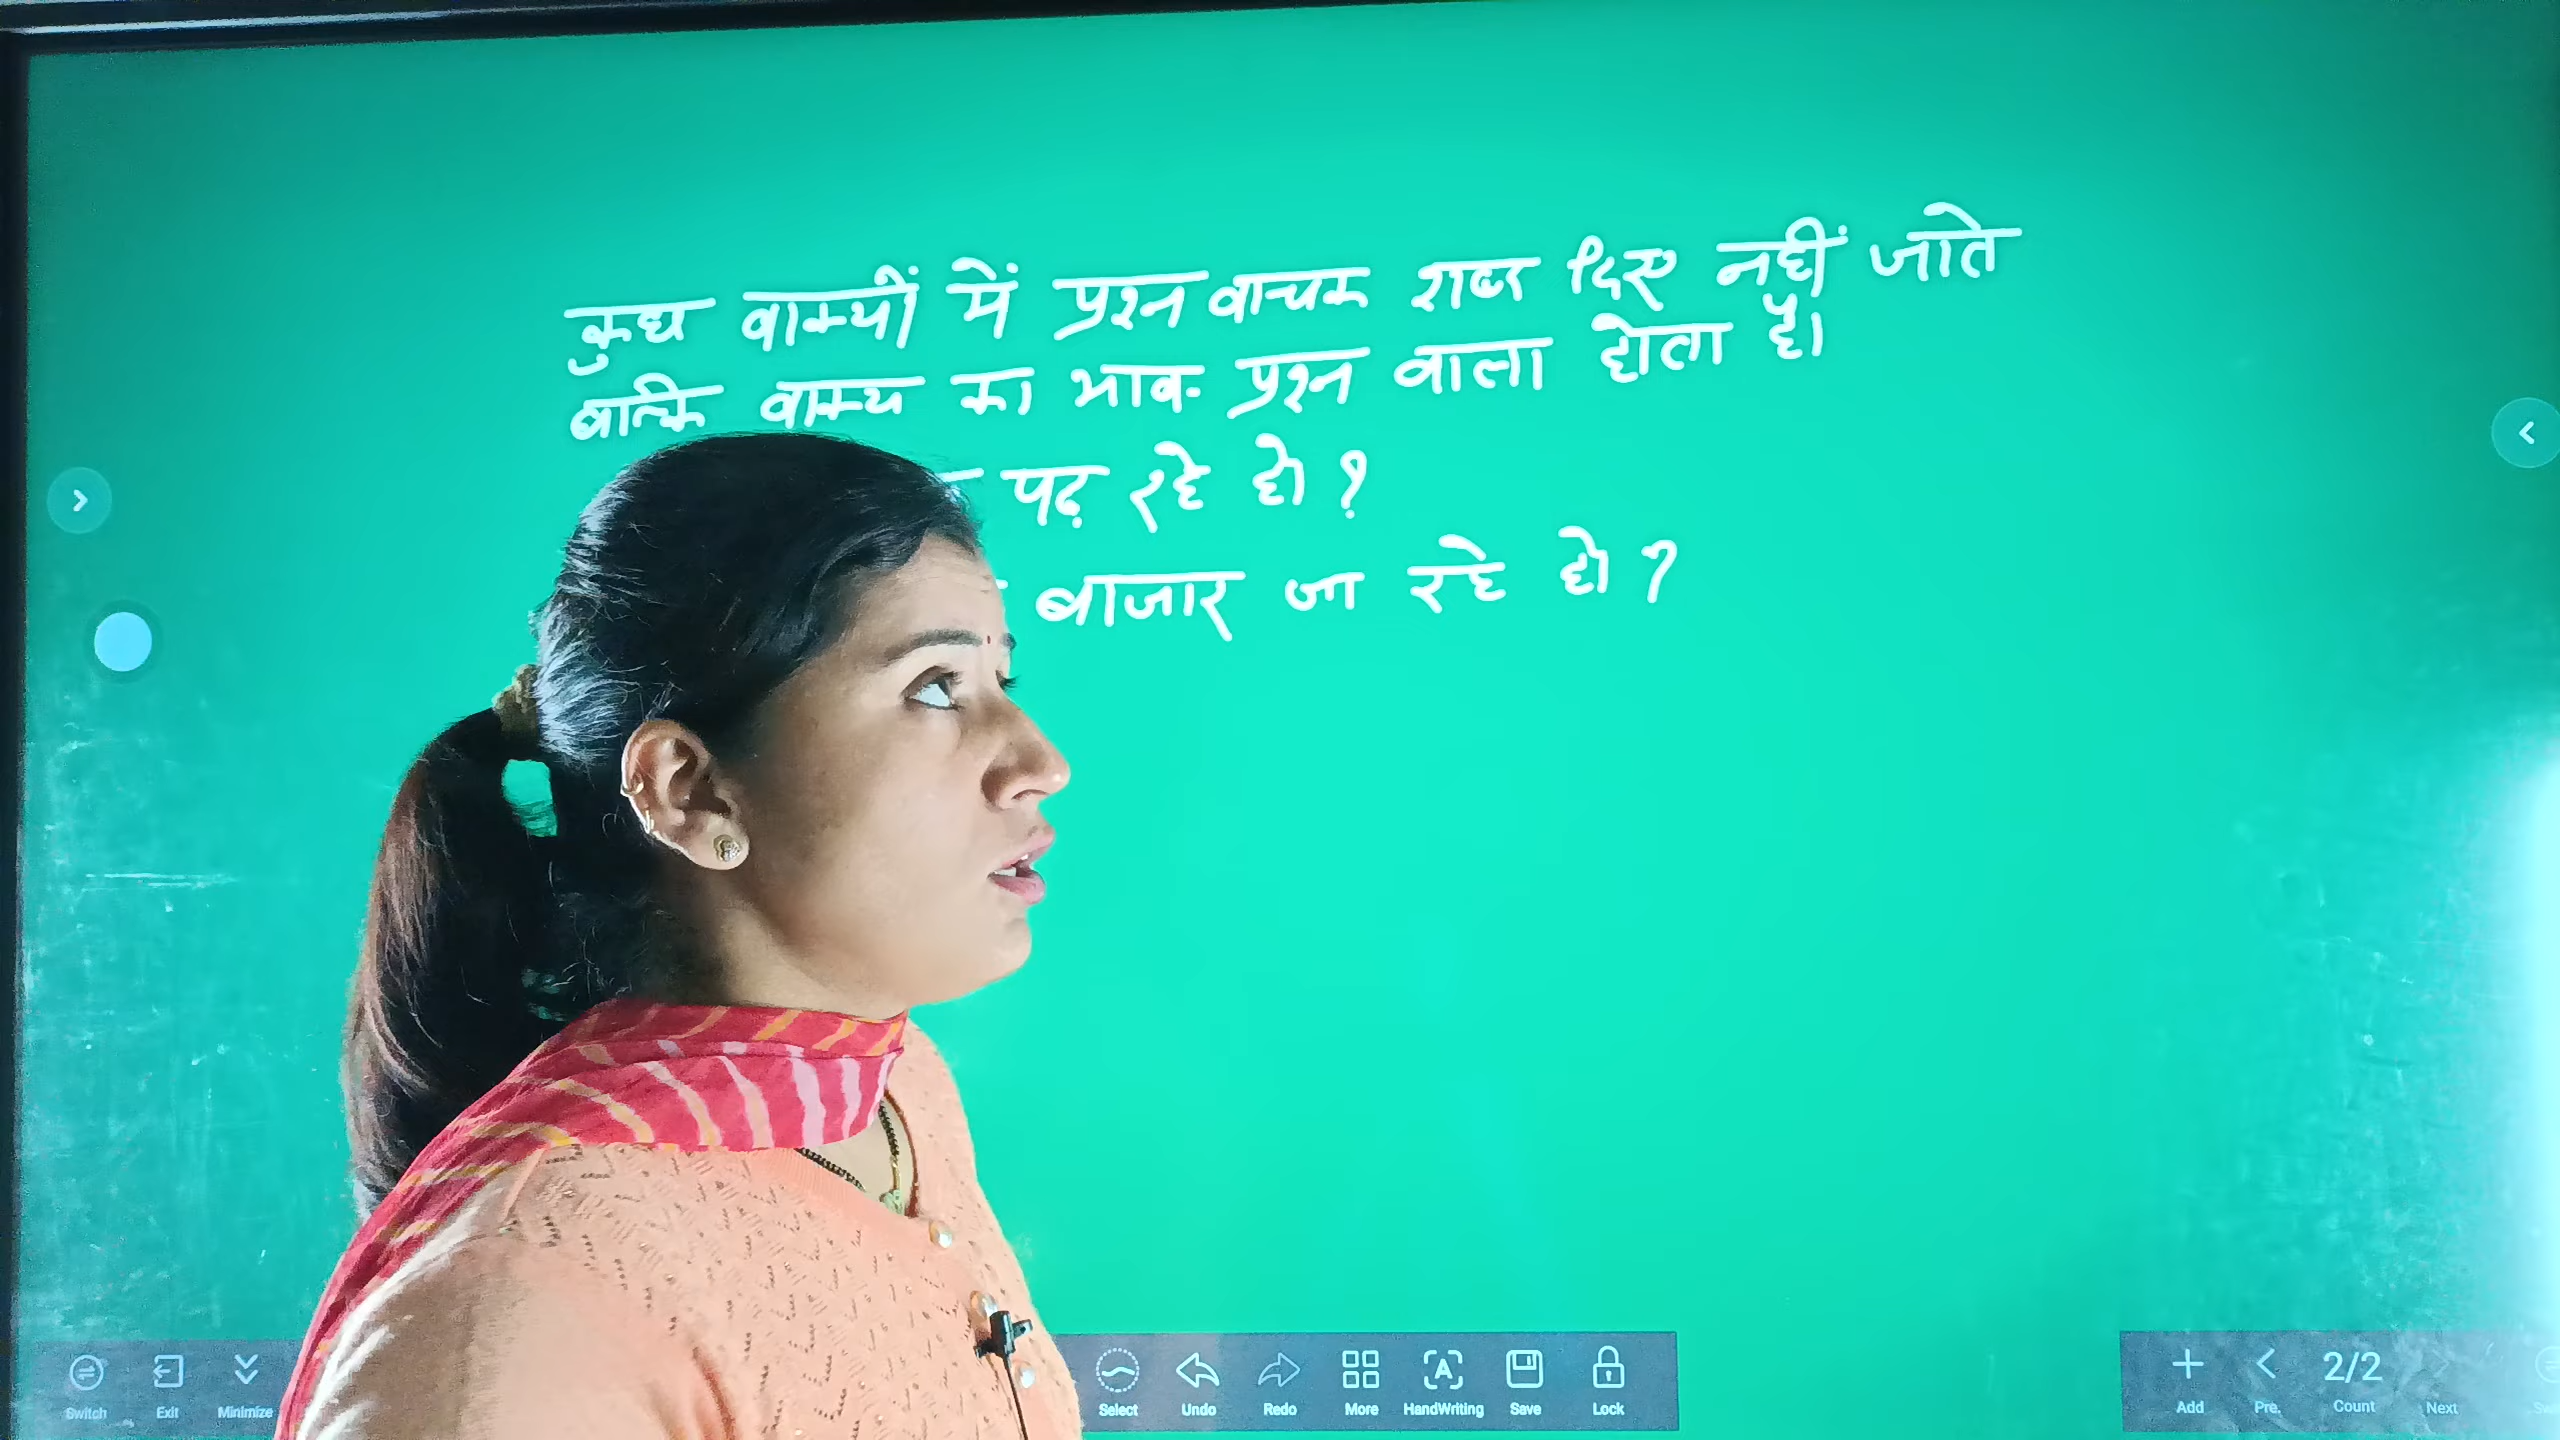 कुछ वाक्यों में प्रश्न वाचक शब्द दिए नहीं जाते
बल्कि वाक्य का भाव प्रश्न वाला होता है।
पढ़ रहे हो ?
बाजार जा रहे हो ?
Switch Exit Minimize Select Undo Redo More HandWriting Save Lock Add Pre. 2/2 Count Next